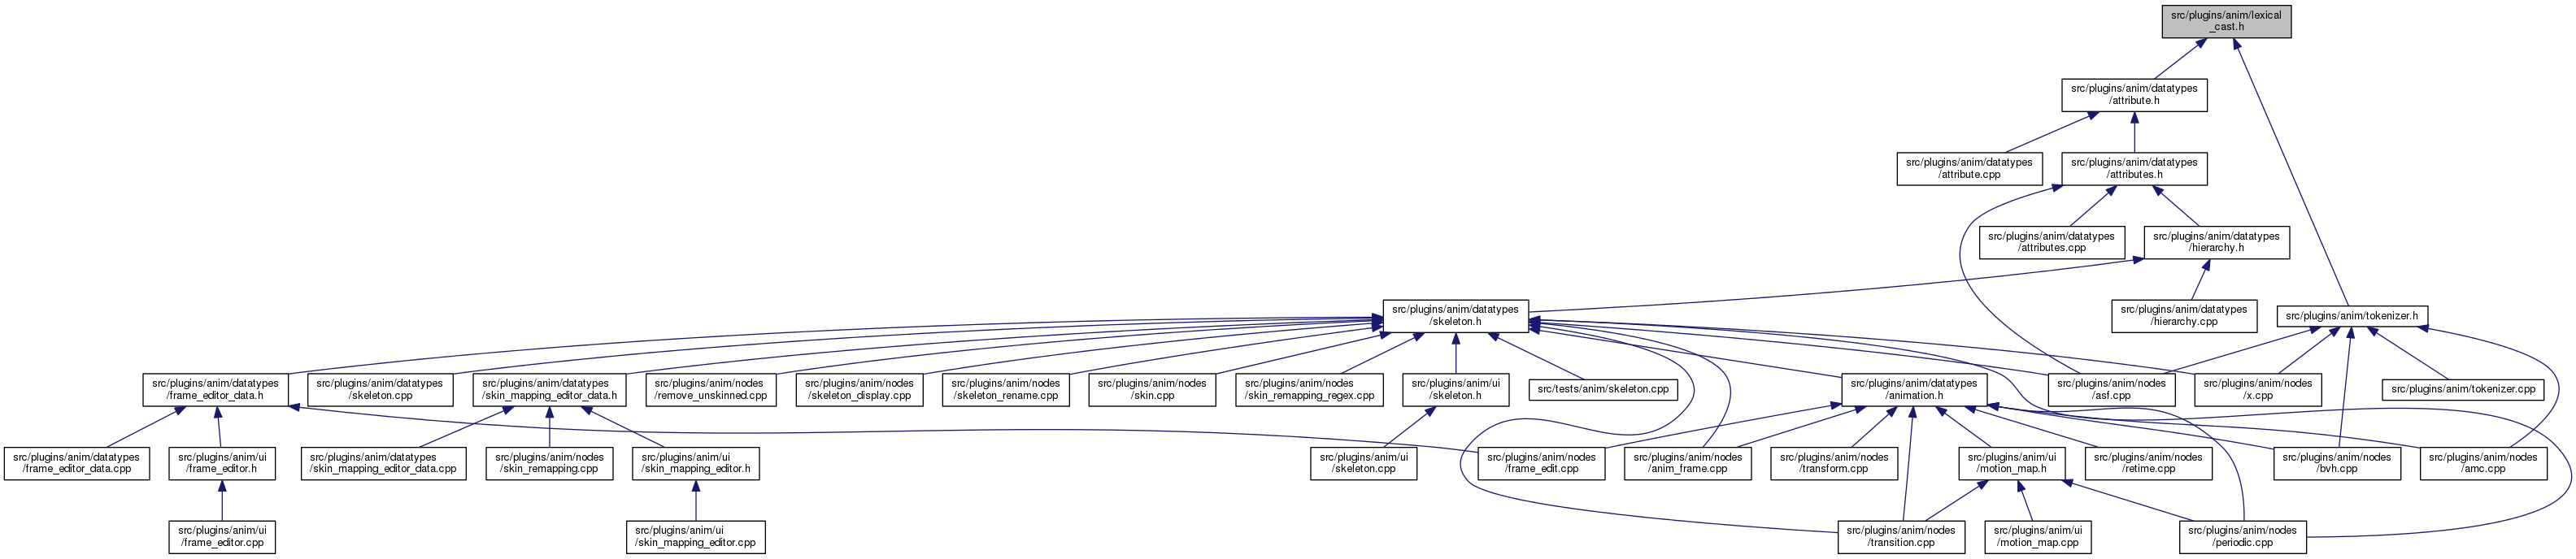 src/plugins/anim/lexical
_cast.h
src/plugins/anim/datatypes
/attribute.h
src/plugins/anim/datatypes
/attribute.cpp
src/plugins/anim/datatypes
/attributes.h
src/plugins/anim/datatypes
/attributes.cpp
src/plugins/anim/datatypes
/hierarchy.h
src/plugins/anim/datatypes
/skeleton.h
src/plugins/anim/datatypes
/hierarchy.cpp
src/plugins/anim/tokenizer.h
src/plugins/anim/datatypes
/frame_editor_data.h
src/plugins/anim/datatypes
/skeleton.cpp
src/plugins/anim/datatypes
/skin_mapping_editor_data.h
src/plugins/anim/nodes
/remove_unskinned.cpp
src/plugins/anim/nodes
/skeleton_display.cpp
src/plugins/anim/nodes
/skeleton_rename.cpp
src/plugins/anim/nodes
/skin.cpp
src/plugins/anim/nodes
/skin_remapping_regex.cpp
src/plugins/anim/ui
/skeleton.h
src/tests/anim/skeleton.cpp
src/plugins/anim/datatypes
/animation.h
src/plugins/anim/nodes
/asf.cpp
src/plugins/anim/nodes
/x.cpp
src/plugins/anim/tokenizer.cpp
src/plugins/anim/datatypes
/frame_editor_data.cpp
src/plugins/anim/ui
/frame_editor.h
src/plugins/anim/datatypes
/skin_mapping_editor_data.cpp
src/plugins/anim/nodes
/skin_remapping.cpp
src/plugins/anim/ui
/skin_mapping_editor.h
src/plugins/anim/ui
/skeleton.cpp
src/plugins/anim/nodes
/frame_edit.cpp
src/plugins/anim/nodes
/anim_frame.cpp
src/plugins/anim/nodes
/transform.cpp
src/plugins/anim/ui
/motion_map.h
src/plugins/anim/nodes
/retime.cpp
src/plugins/anim/nodes
/bvh.cpp
src/plugins/anim/nodes
/amc.cpp
src/plugins/anim/ui
/frame_editor.cpp
src/plugins/anim/ui
/skin_mapping_editor.cpp
src/plugins/anim/nodes
/transition.cpp
src/plugins/anim/ui
/motion_map.cpp
src/plugins/anim/nodes
/periodic.cpp